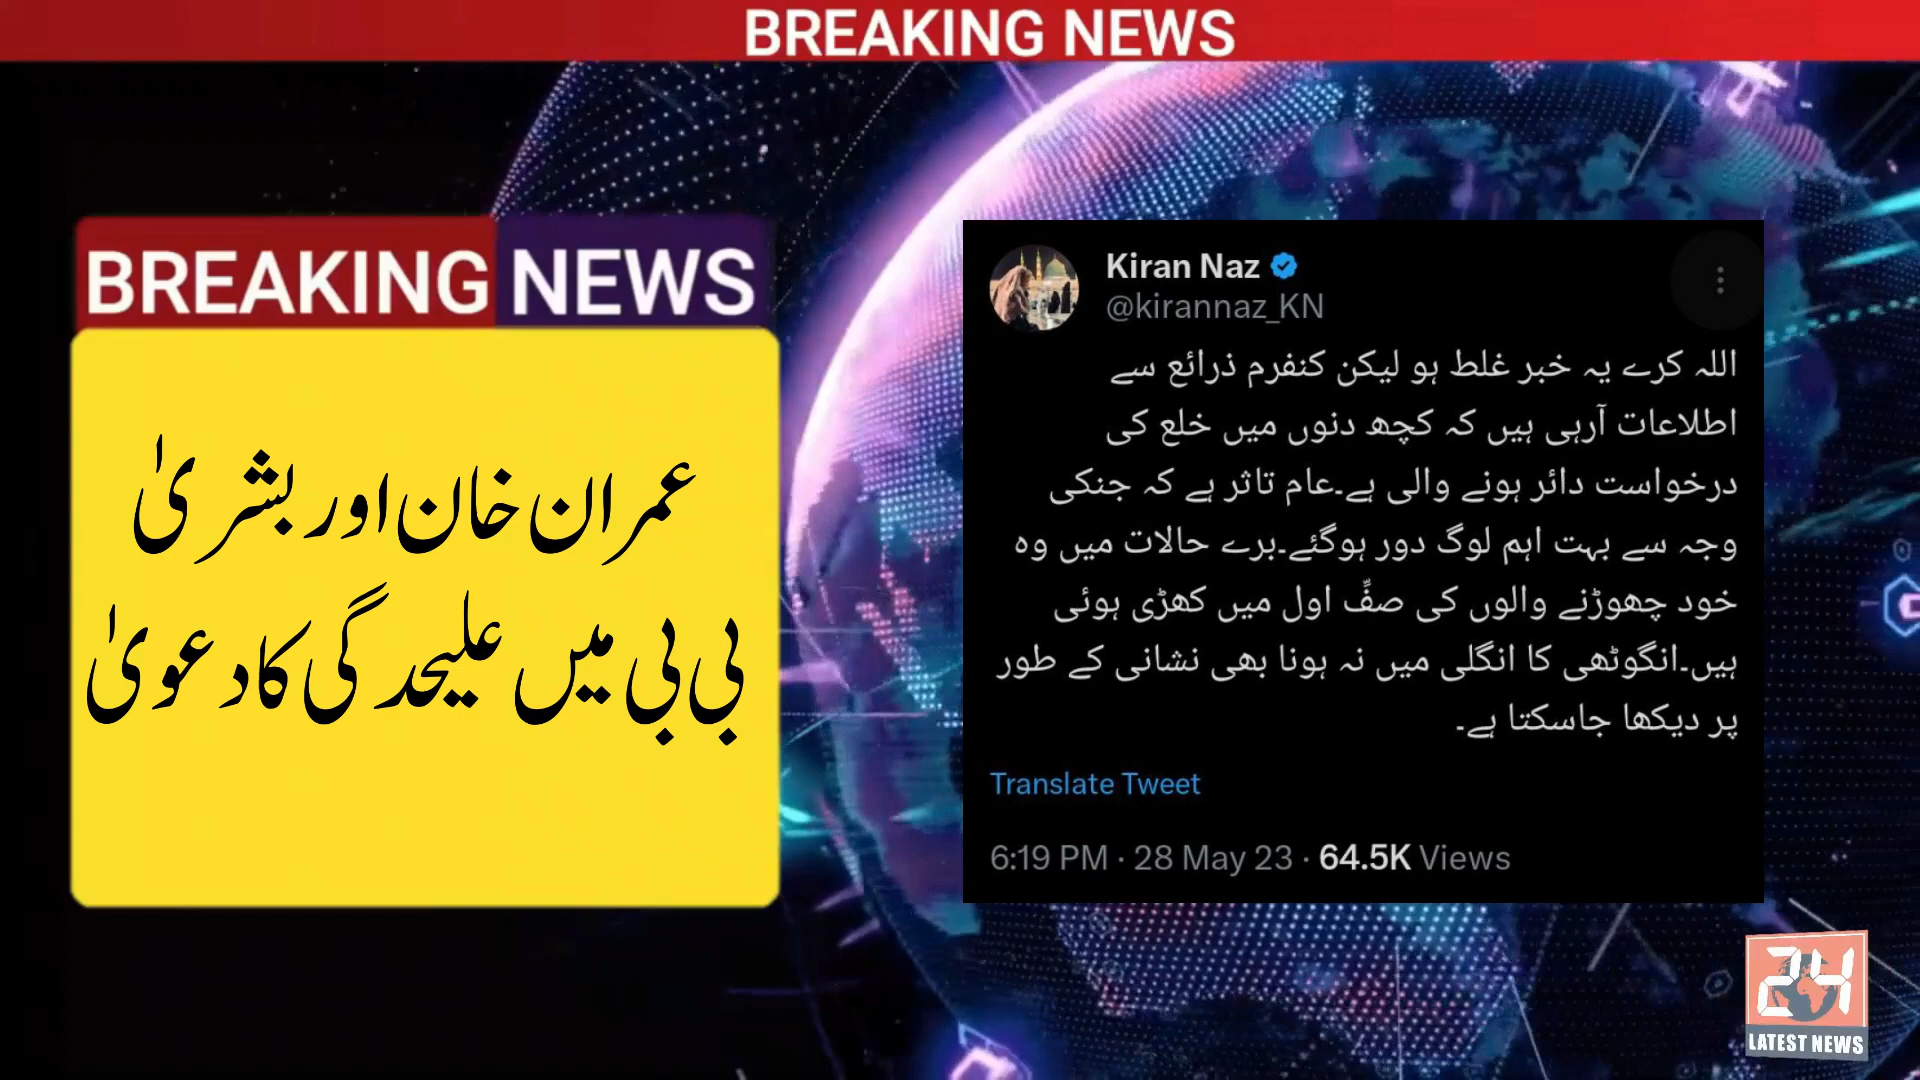 BREAKING NEWS
BREAKING NEWS
عمران خان اور بشریٰ
بی بی میں علیحدگی کا دعویٰ
Kiran Naz
@kirannaz_KN
اللہ کرے یہ خبر غلط ہو لیکن کنفرم ذرائع سے
اطلاعات آرہی ہیں کہ کچھ دنوں میں خلع کی
درخواست دائر ہونے والی ہے۔عام تاثر ہے کہ جنکی
وجہ سے بہت اہم لوگ دور ہوگئے۔برے حالات میں وہ
خود چھوڑنے والوں کی صفِّ اول میں کھڑی ہوئی
ہیں۔انگوٹھی کا انگلی میں نہ ہونا بھی نشانی کے طور
پر دیکھا جاسکتا ہے۔
Translate Tweet
6:19 PM · 28 May 23 · 64.5K Views
24
LATEST NEWS